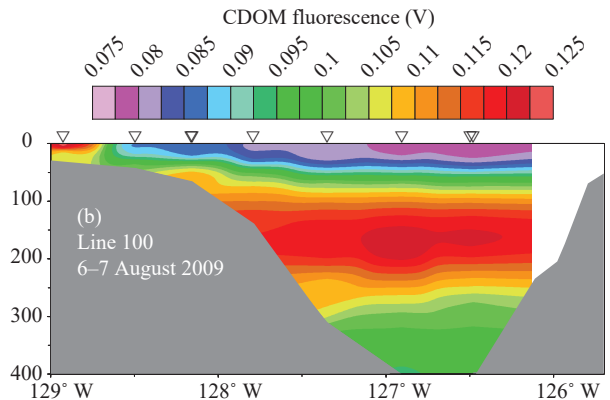 CDOM fluorescence (V)
0.075 0.08 0.085 0.09 0.095 0.1 0.105 0.11 0.115 0.12 0.125
0
100
200
300
400
(b)
Line 100
6–7 August 2009
129° W 128° W 127° W 126° W